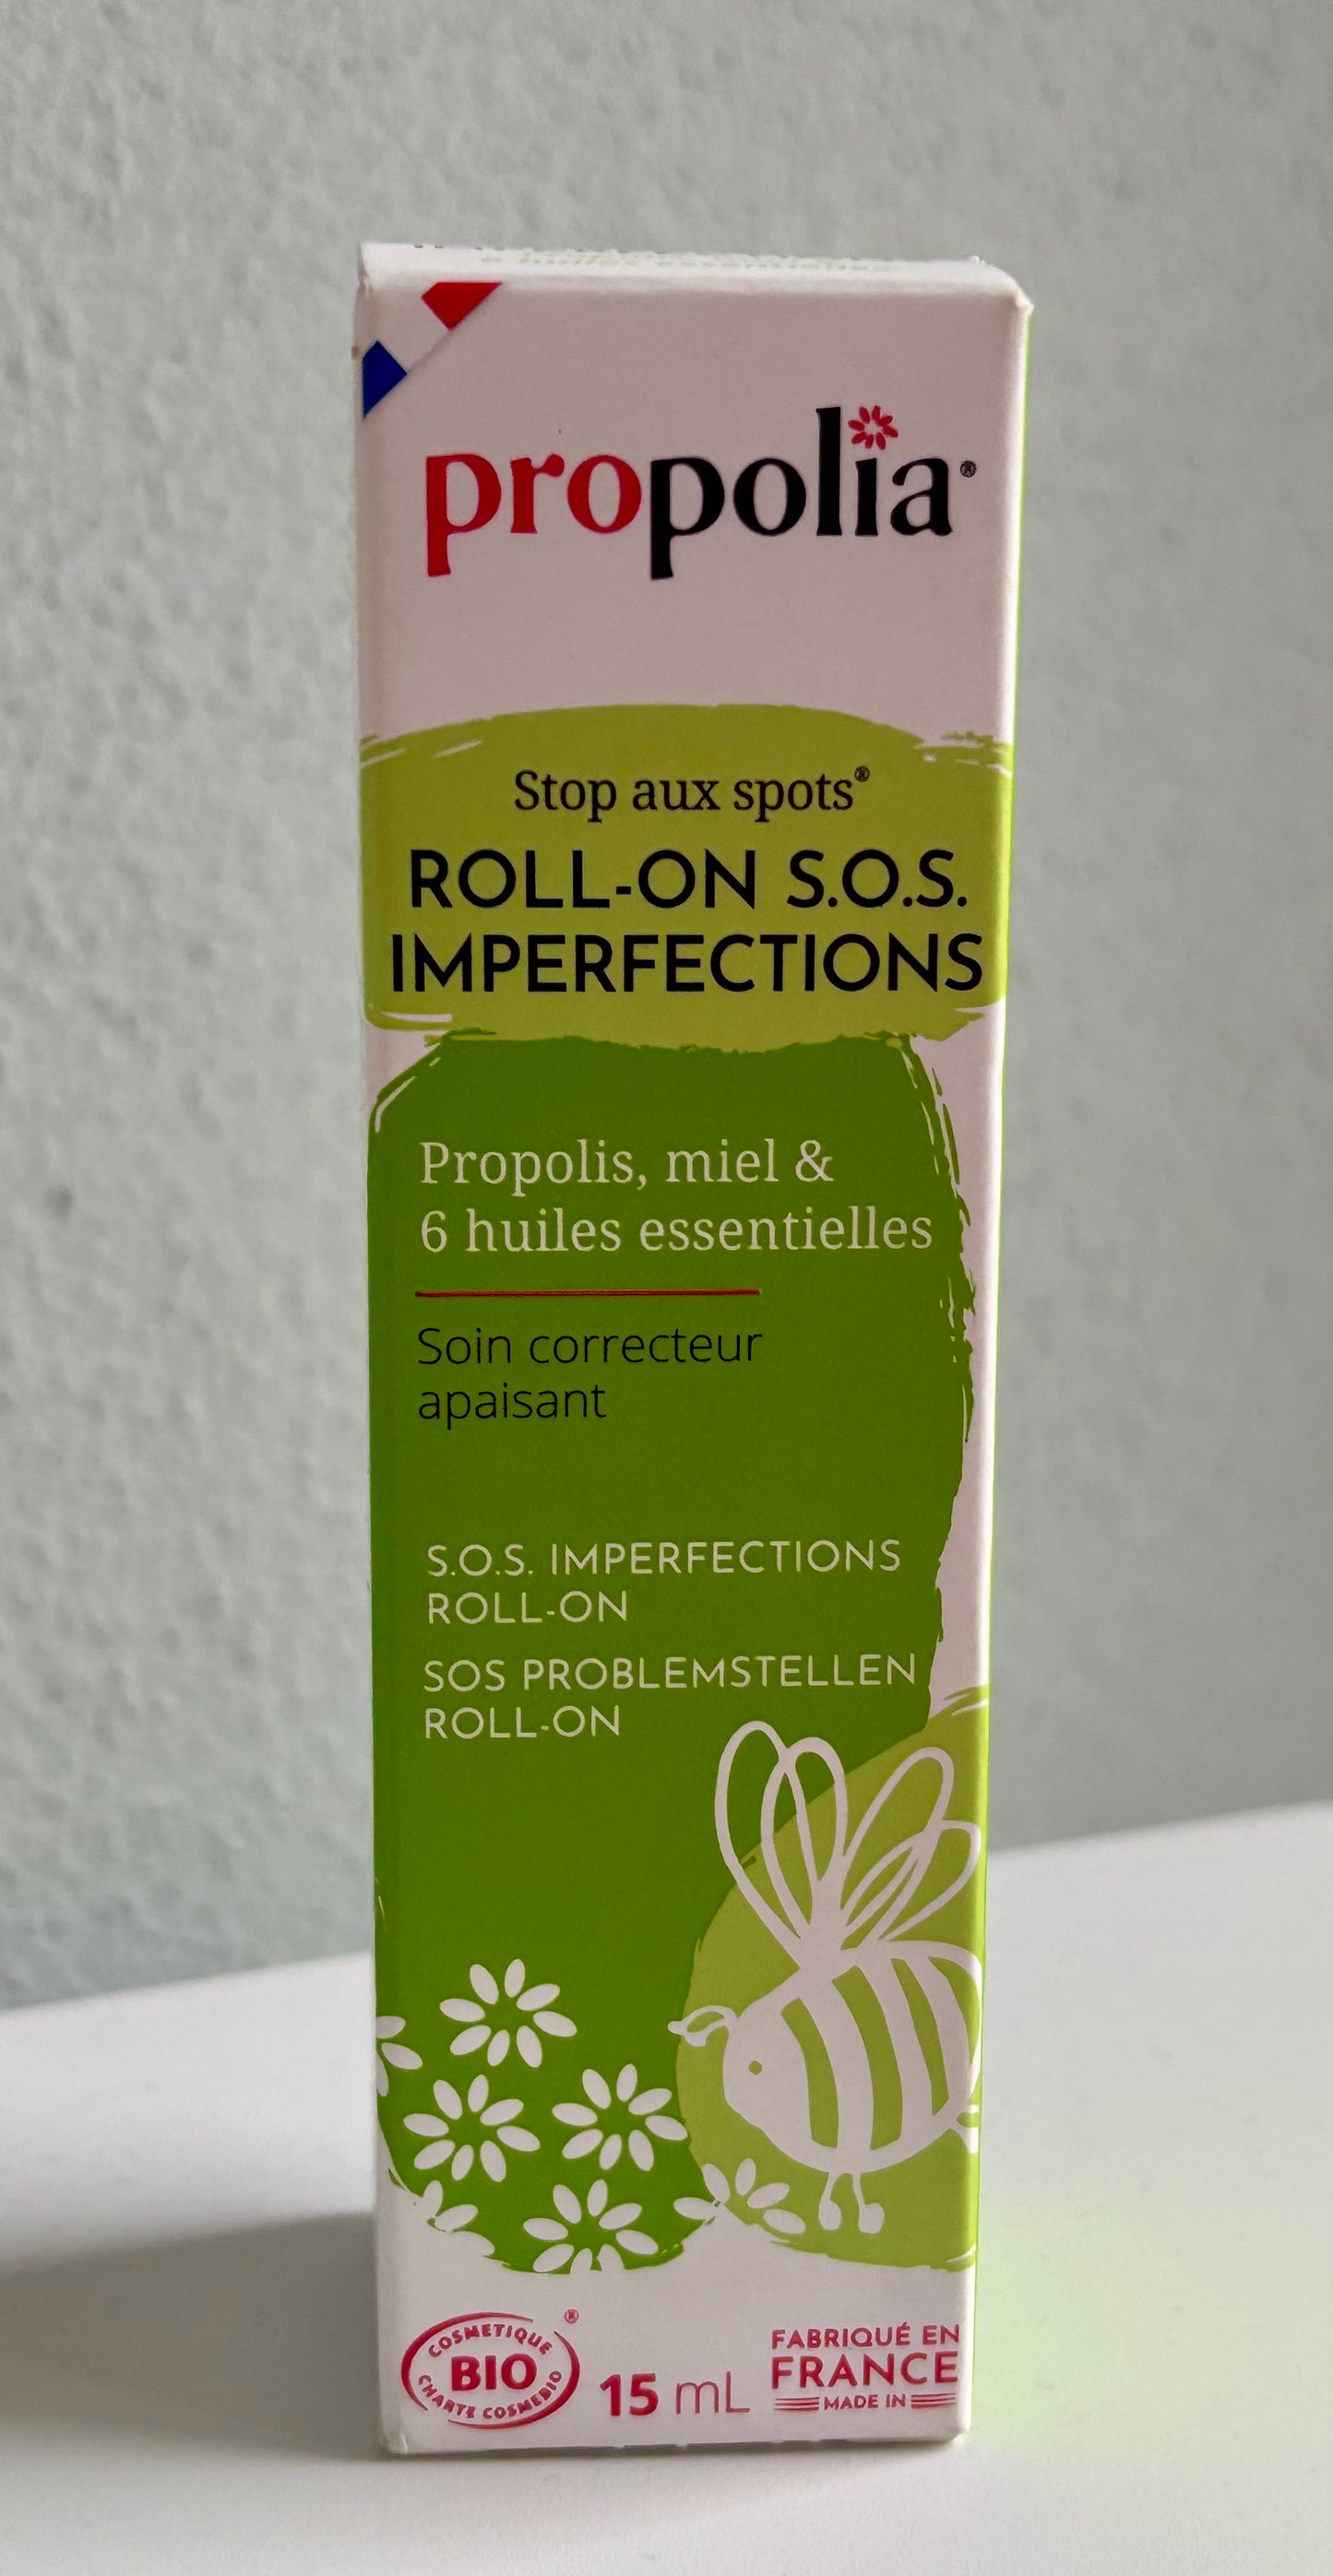 propolia®
Stop aux spots®
ROLL-ON S.O.S.
IMPERFECTIONS
Propolis, miel &
6 huiles essentielles
Soin correcteur
apaisant
S.O.S. IMPERFECTIONS
ROLL-ON
SOS PROBLEMSTELLEN
ROLL-ON
COSMETIQUE ®
BIO
CHARTE COSMEBIO
15 mL
FABRIQUÉ EN
FRANCE
MADE IN